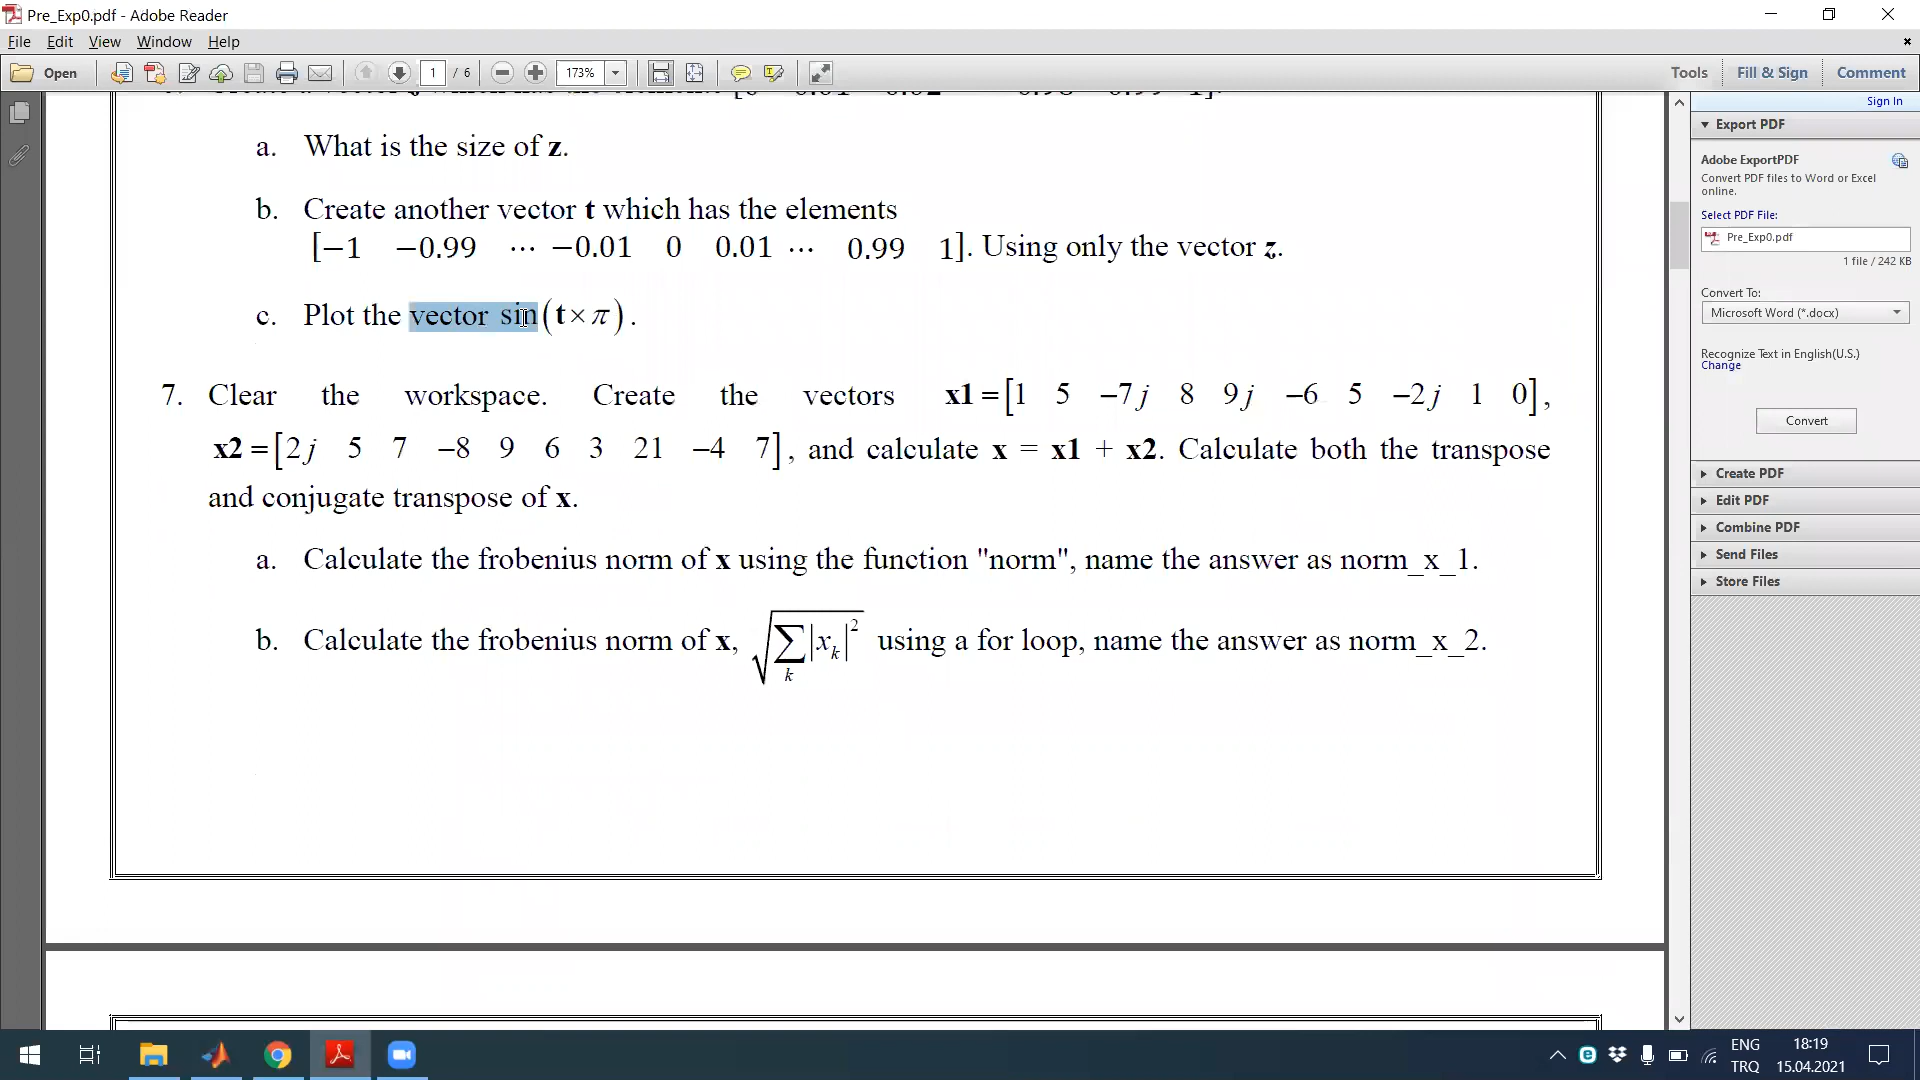 Pre_Exp0.pdf - Adobe Reader
File Edit View Window Help
Open 1 / 6 173% Tools Fill & Sign Comment
Sign In
a. What is the size of z.
b. Create another vector t which has the elements
[−1 −0.99 ⋯ −0.01 0 0.01 ⋯ 0.99 1]. Using only the vector z.
c. Plot the vector sin(t×π).
7. Clear the workspace. Create the vectors x1=[1 5 −7j 8 9j −6 5 −2j 1 0],
x2=[2j 5 7 −8 9 6 3 21 −4 7], and calculate x = x1 + x2. Calculate both the transpose
and conjugate transpose of x.
a. Calculate the frobenius norm of x using the function "norm", name the answer as norm_x_1.
b. Calculate the frobenius norm of x, √∑|xk|² using a for loop, name the answer as norm_x_2.
k
Export PDF
Adobe ExportPDF
Convert PDF files to Word or Excel
online.
Select PDF File:
Pre_Exp0.pdf
1 file / 242 KB
Convert To:
Microsoft Word (*.docx)
Recognize Text in English(U.S.)
Change
Convert
Create PDF
Edit PDF
Combine PDF
Send Files
Store Files
ENG 18:19
TRQ 15.04.2021